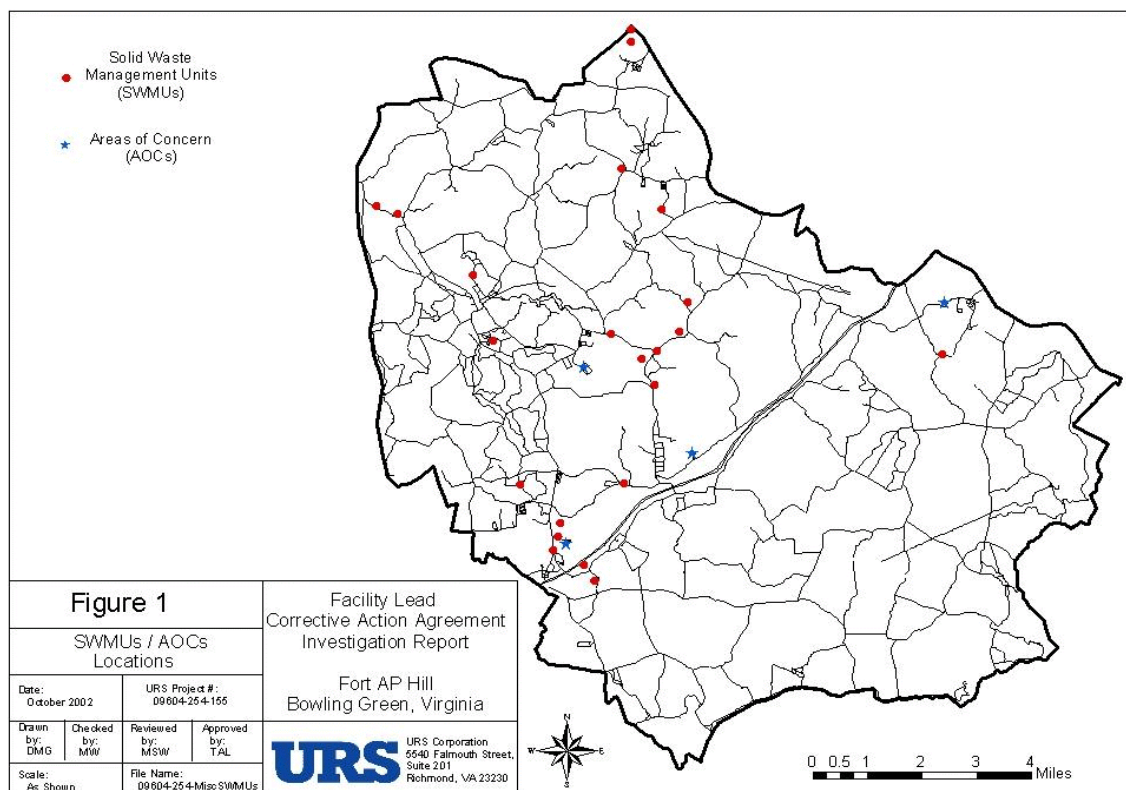 Solid Waste
Management Units
(SWMUs)
Areas of Concern
(AOCs)
Figure 1
SWMUs / AOCs
Locations
Date:
October 2002
URS Project #:
09604-254-155
Drawn
by:
DMG
Checked
by:
MW
Reviewed
by:
MSW
Approved
by:
TAL
Scale:
As Shown
File Name:
09604-254-MiscSWMUs
Facility Lead
Corrective Action Agreement
Investigation Report
Fort AP Hill
Bowling Green, Virginia
URS
URS Corporation
5540 Falmouth Street,
Suite 201
Richmond, VA 23230
N
W
E
S
0 0.5 1 2 3 4 Miles